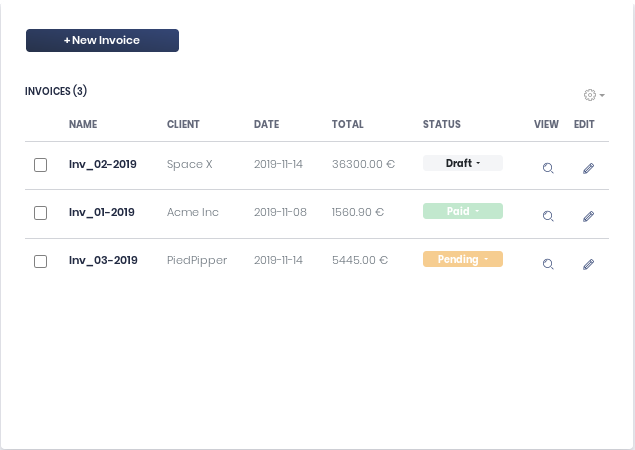 + New Invoice
INVOICES (3)
NAME CLIENT DATE TOTAL STATUS VIEW EDIT
Inv_02-2019 Space X 2019-11-14 36300.00 € Draft -
Inv_01-2019 Acme Inc 2019-11-08 1560.90 € Paid -
Inv_03-2019 PiedPipper 2019-11-14 5445.00 € Pending -